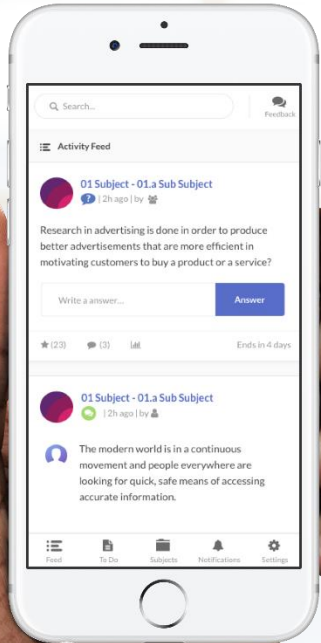 Search...
Feedback
Activity Feed
01 Subject - 01.a Sub Subject
? | 2h ago | by
Research in advertising is done in order to produce
better advertisements that are more efficient in
motivating customers to buy a product or a service?
Write a answer...
Answer
(23)
(3)
Ends in 4 days
01 Subject - 01.a Sub Subject
| 2h ago | by
The modern world is in a continuous
movement and people everywhere are
looking for quick, safe means of accessing
accurate information.
Feed
To Do
Subjects
Notifications
Settings